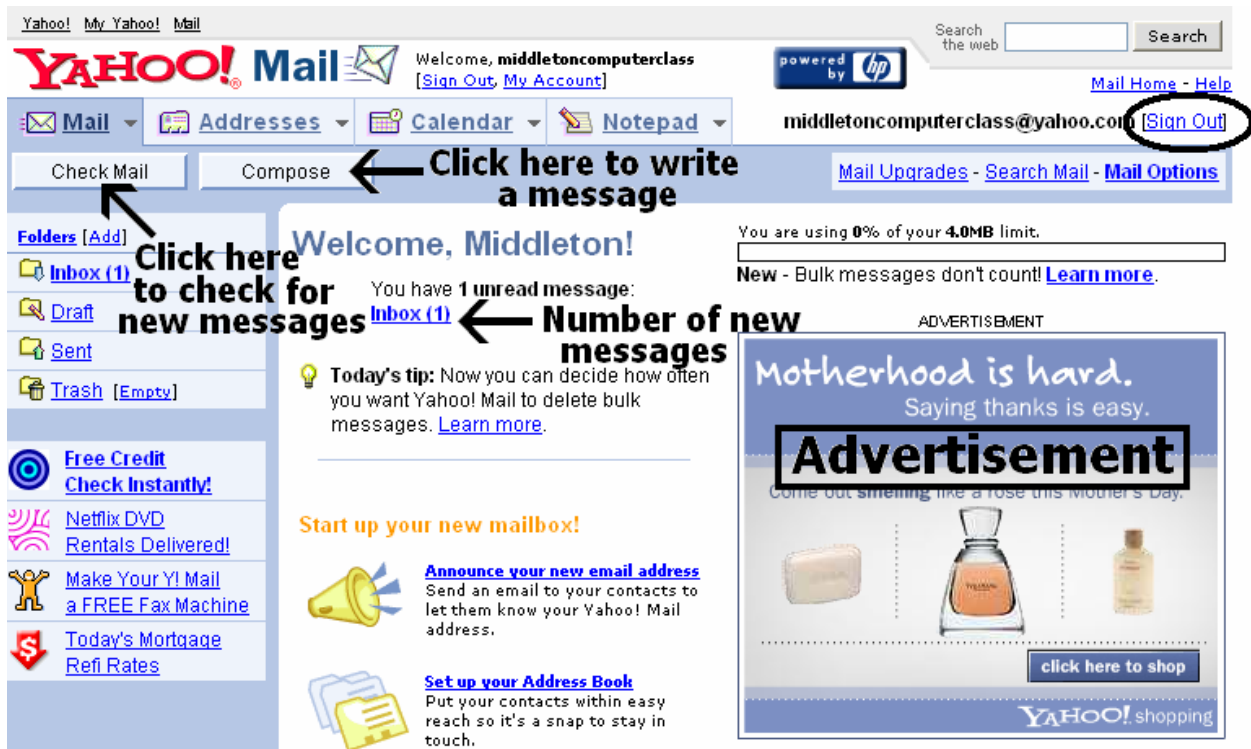 Yahoo! My Yahoo! Mail
Search the web
Search
YAHOO! Mail
Welcome, middletoncomputerclass
[Sign Out, My Account]
powered by hp
Mail Home - Help
Mail
Addresses
Calendar
Notepad
middletoncomputerclass@yahoo.com [Sign Out]
Check Mail
Compose
Click here to write
a message
Mail Upgrades - Search Mail - Mail Options
Folders [Add]
Inbox (1)
Draft
Sent
Trash [Empty]
Click here
to check for
new messages
Welcome, Middleton!
You have 1 unread message:
Inbox (1)
Number of new
messages
Today's tip: Now you can decide how often
you want Yahoo! Mail to delete bulk
messages. Learn more.
You are using 0% of your 4.0MB limit.
New - Bulk messages don't count! Learn more.
ADVERTISEMENT
Motherhood is hard.
Saying thanks is easy.
Advertisement
Come out smelling like a rose this Mother's Day.
click here to shop
YAHOO! shopping
Free Credit
Check Instantly!
Netflix DVD
Rentals Delivered!
Make Your Y! Mail
a FREE Fax Machine
Today's Mortgage
Refi Rates
Start up your new mailbox!
Announce your new email address
Send an email to your contacts to
let them know your Yahoo! Mail
address.
Set up your Address Book
Put your contacts within easy
reach so it's a snap to stay in
touch.